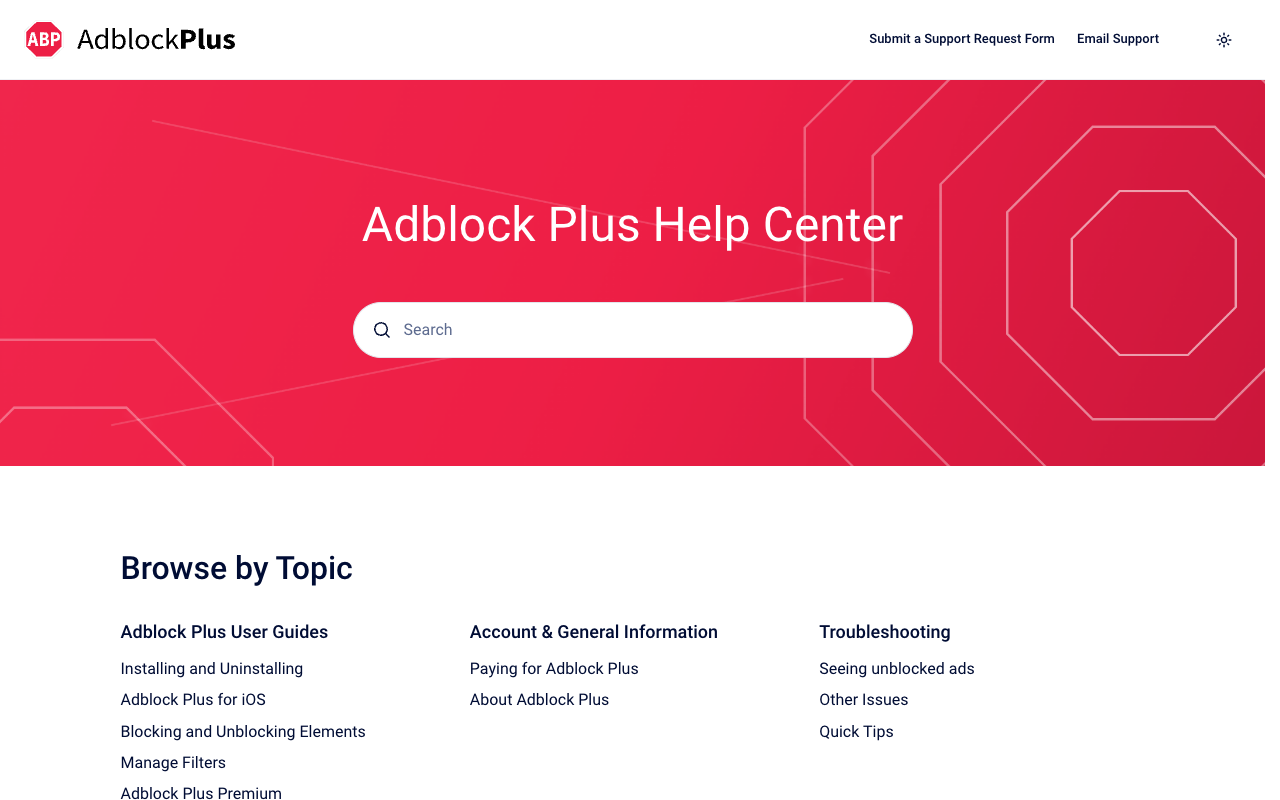 ABP AdblockPlus
Submit a Support Request Form Email Support
Adblock Plus Help Center
Search
Browse by Topic
Adblock Plus User Guides
Installing and Uninstalling
Adblock Plus for iOS
Blocking and Unblocking Elements
Manage Filters
Adblock Plus Premium
Account & General Information
Paying for Adblock Plus
About Adblock Plus
Troubleshooting
Seeing unblocked ads
Other Issues
Quick Tips